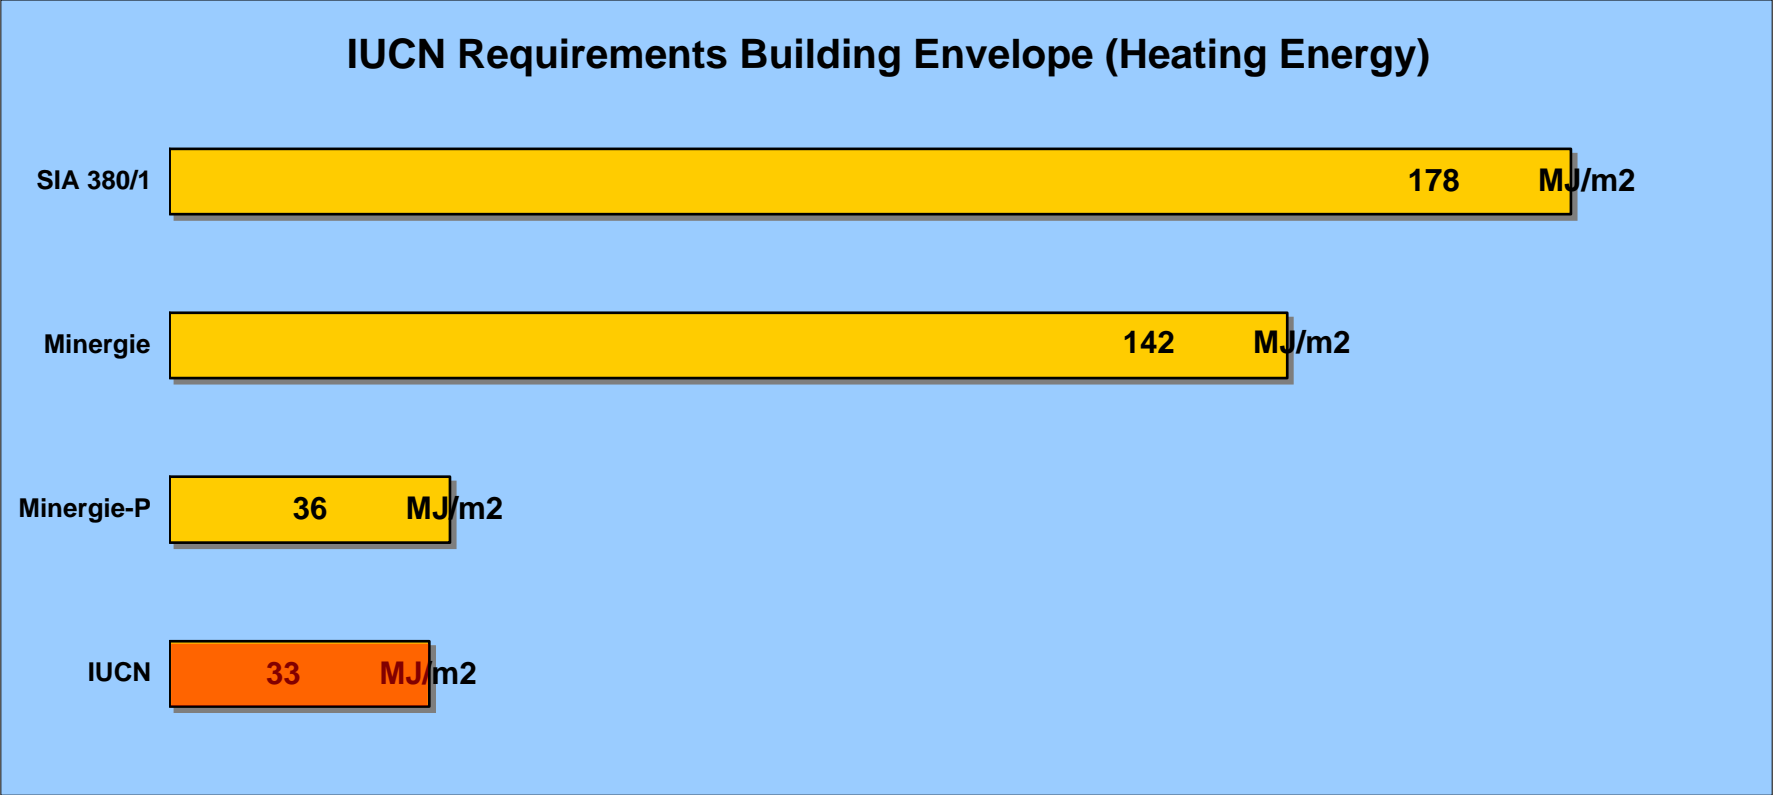 IUCN Requirements Building Envelope (Heating Energy)
SIA 380/1 178 MJ/m2
Minergie 142 MJ/m2
Minergie-P 36 MJ/m2
IUCN 33 MJ/m2